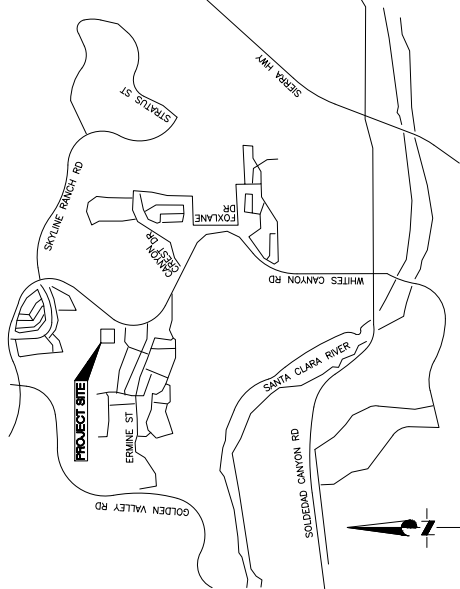 SIERRA HWY
STRATUS ST
SKYLINE RANCH RD
FOXLANE
DR
CANYON
CREST DR
WHITES CANYON RD
SANTA CLARA RIVER
PROJECT SITE
ERMINE ST
SOLDEDAD CANYON RD
GOLDEN VALLEY RD
N